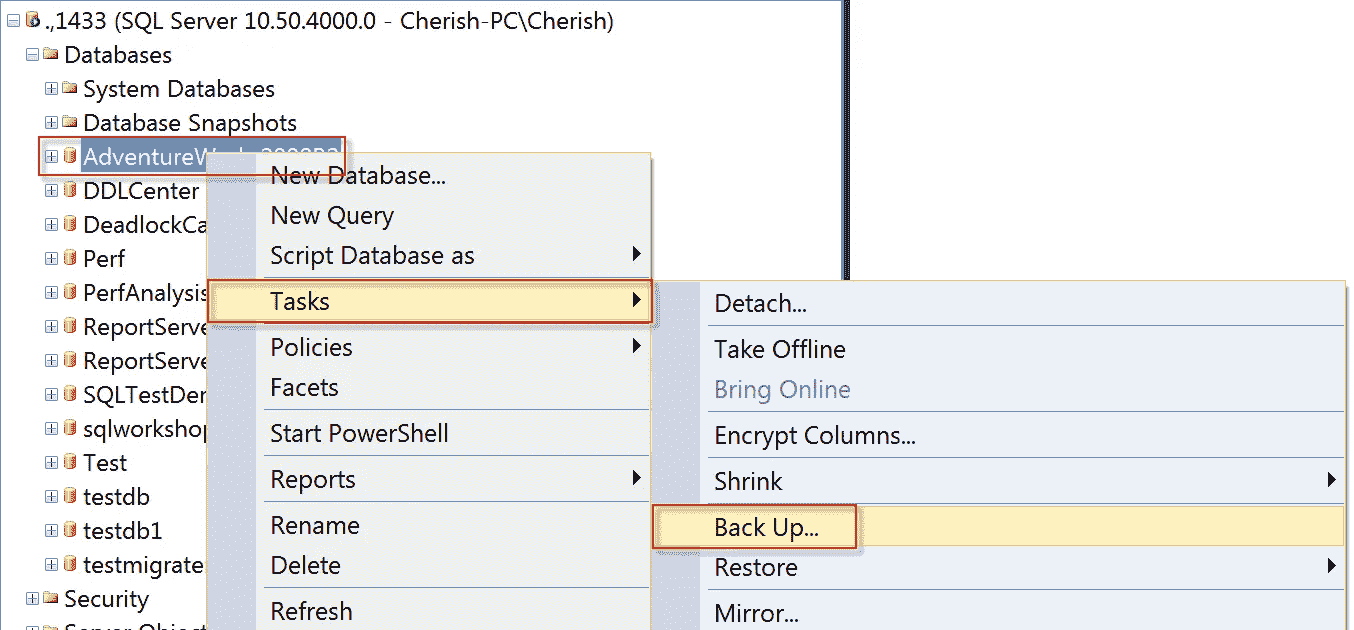 .,1433 (SQL Server 10.50.4000.0 - Cherish-PC\Cherish)
Databases
System Databases
Database Snapshots
AdventureW
DDLCenter
DeadlockCa
Perf
PerfAnalysis
ReportServe
ReportServe
SQLTestDe
sqlworkshop
Test
testdb
testdb1
testmigrate
Security
New Database...
New Query
Script Database as
Tasks
Policies
Facets
Start PowerShell
Reports
Rename
Delete
Refresh
Detach...
Take Offline
Bring Online
Encrypt Columns...
Shrink
Back Up...
Restore
Mirror...